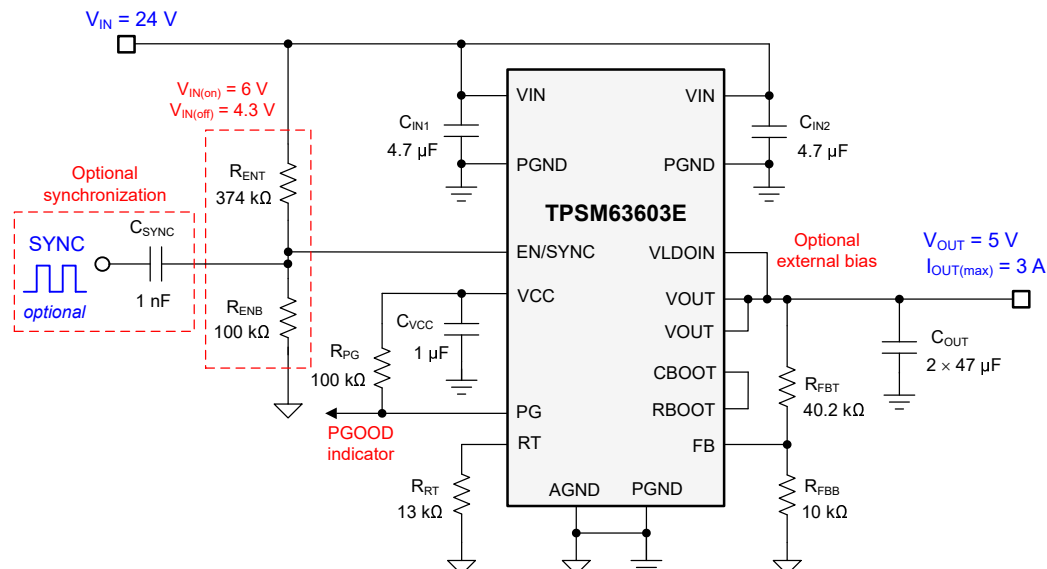 VIN = 24 V
VIN(on) = 6 V
VIN(off) = 4.3 V
Optional
synchronization
SYNC
optional
CSYNC
1 nF
RENT
374 kΩ
RENB
100 kΩ
CIN1
4.7 µF
VIN
PGND
TPSM63603E
EN/SYNC
VCC
PG
RT
AGND
PGND
VIN
PGND
VLDOIN
VOUT
VOUT
CBOOT
RBOOT
FB
CIN2
4.7 µF
CVCC
1 µF
RPG
100 kΩ
PGOOD
indicator
RRT
13 kΩ
Optional
external bias
VOUT = 5 V
IOUT(max) = 3 A
COUT
2 × 47 µF
RFBT
40.2 kΩ
RFBB
10 kΩ